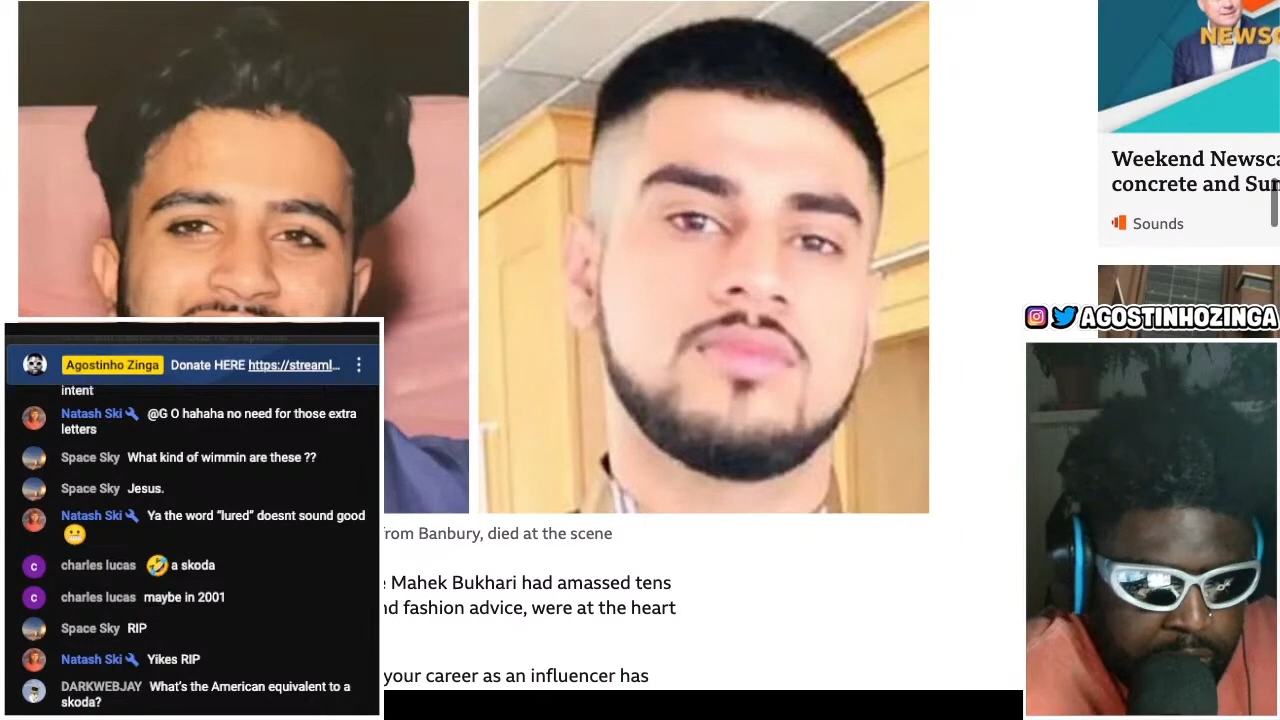 NEWSC
Weekend Newsca
concrete and Sun
Sounds
AGOSTINHOZINGA
Agostinho Zinga Donate HERE https://streaml...
intent
Natash Ski @G O hahaha no need for those extra
letters
Space Sky What kind of wimmin are these ??
Space Sky Jesus.
Natash Ski Ya the word “lured” doesnt sound good
😬
c charles lucas 🤣 a skoda
c charles lucas maybe in 2001
Space Sky RIP
Natash Ski Yikes RIP
DARKWEBJAY What's the American equivalent to a
skoda?
from Banbury, died at the scene
Mahek Bukhari had amassed tens
nd fashion advice, were at the heart
your career as an influencer has